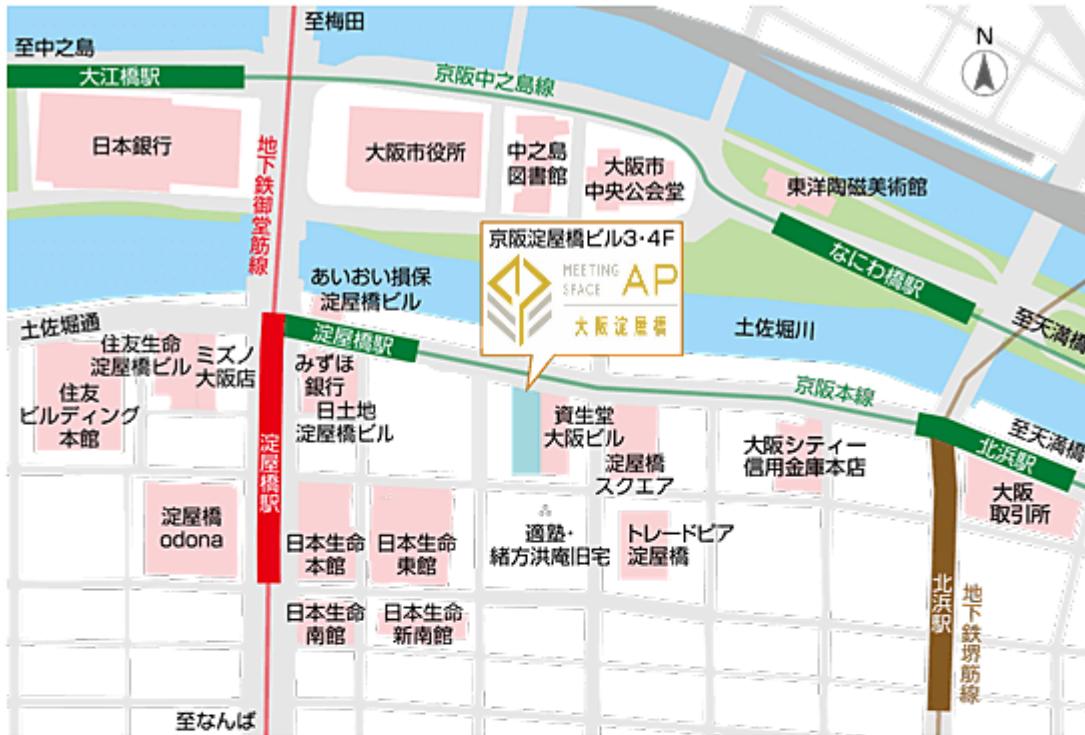 至梅田
至中之島
大江橋駅
京阪中之島線
N
日本銀行
大阪市役所
中之島
図書館
大阪市
中央公会堂
東洋陶磁美術館
地下鉄御堂筋線
なにわ橋駅
京阪淀屋橋ビル3・4F
MEETING
SPACE
AP
大阪淀屋橋
あいおい損保
淀屋橋ビル
土佐堀川
至天満橋
土佐堀通
淀屋橋駅
住友生命
淀屋橋ビル
ミズノ
大阪店
みずほ
銀行
京阪本線
住友
ビルディング
本館
日土地
淀屋橋ビル
資生堂
大阪ビル
大阪シティー
信用金庫本店
至天満橋
北浜駅
淀屋橋駅
淀屋橋
スクエア
大阪
取引所
淀屋橋
odona
日本生命
本館
日本生命
東館
適塾・
緒方洪庵旧宅
トレードピア
淀屋橋
北浜駅
地下鉄堺筋線
日本生命
南館
日本生命
新南館
至なんば